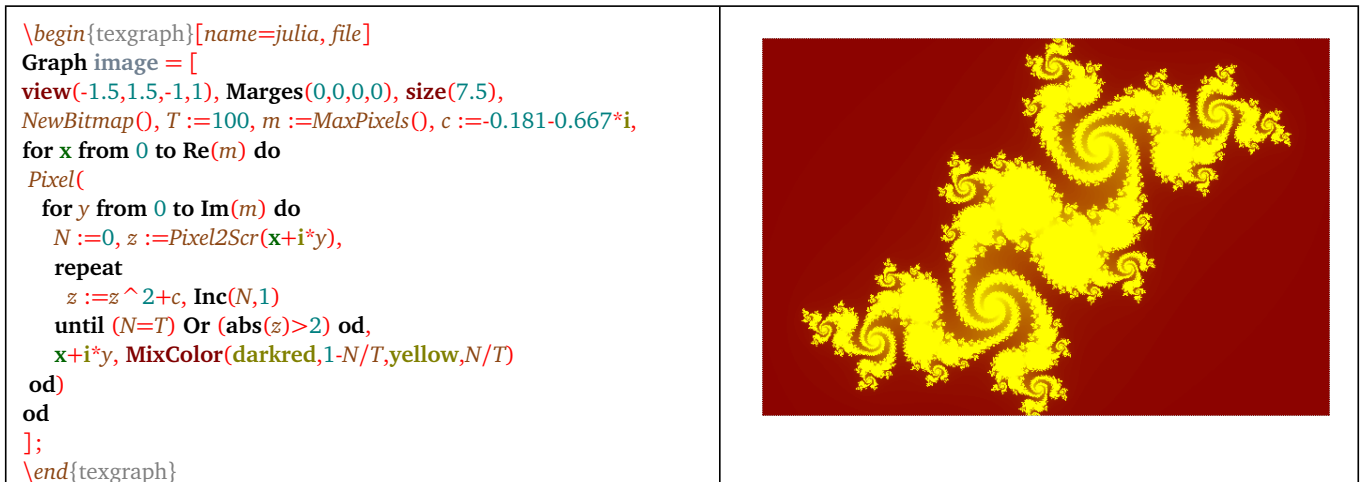 \begin{texgraph}[name=julia, file]
Graph image = [
view(-1.5,1.5,-1,1), Marges(0,0,0,0), size(7.5),
NewBitmap(), T :=100, m :=MaxPixels(), c :=-0.181-0.667*i,
for x from 0 to Re(m) do
Pixel(
for y from 0 to Im(m) do
N :=0, z :=Pixel2Scr(x+i*y),
repeat
z :=z^2+c, Inc(N,1)
until (N=T) Or (abs(z)>2) od,
x+i*y, MixColor(darkred,1-N/T,yellow,N/T)
od)
od
];
\end{texgraph}